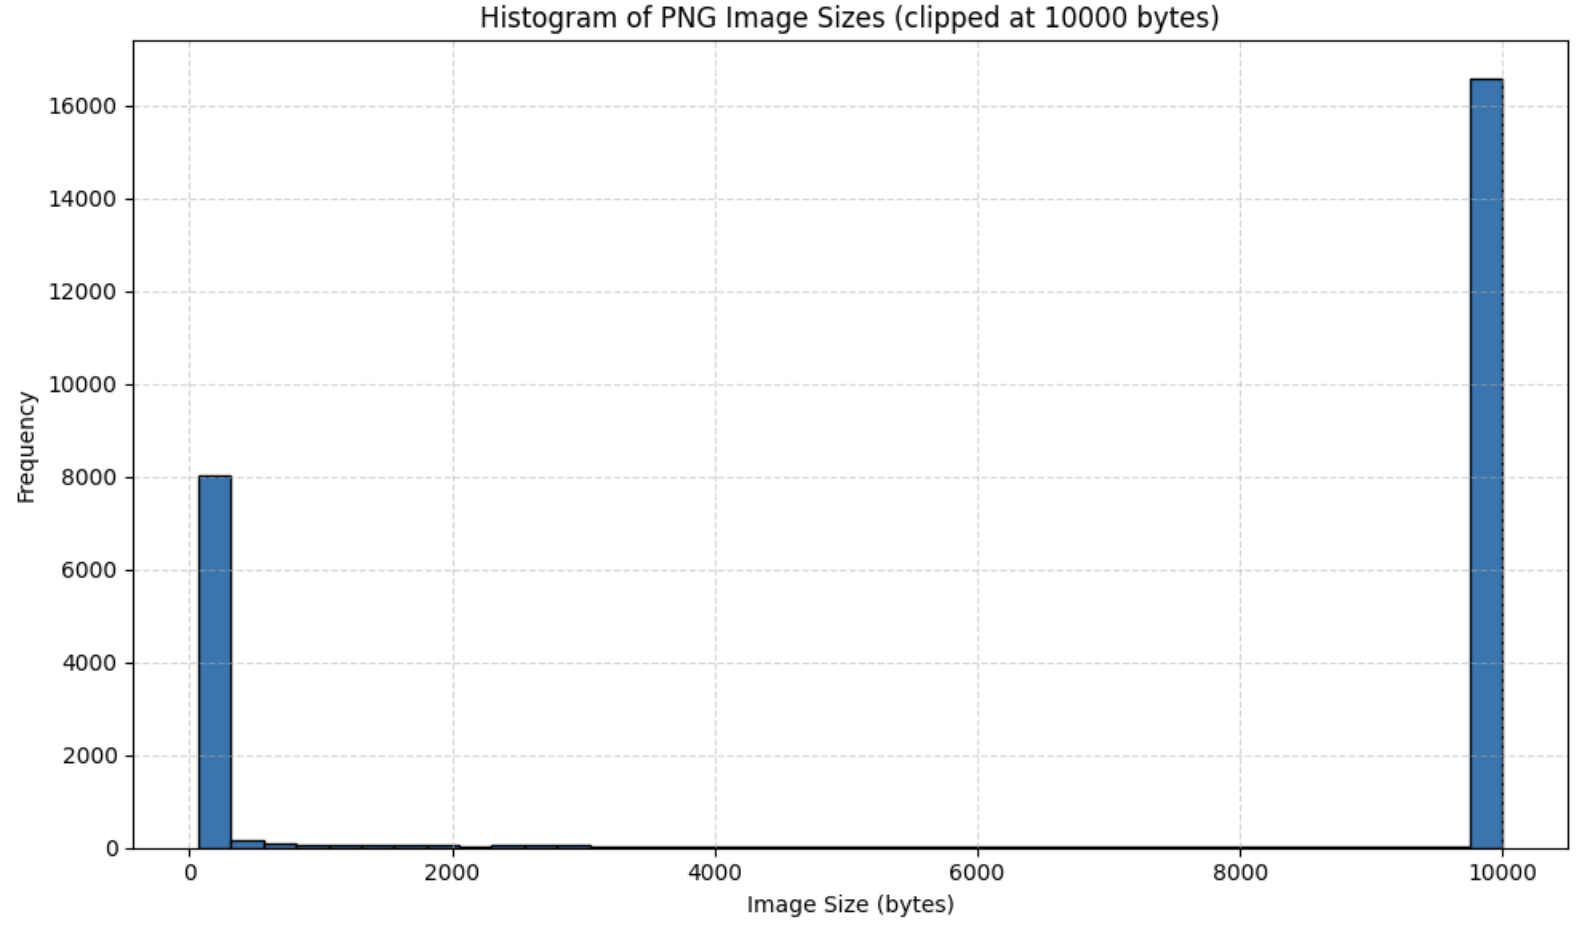 Histogram of PNG Image Sizes (clipped at 10000 bytes)
Frequency
16000
14000
12000
10000
8000
6000
4000
2000
0
0 2000 4000 6000 8000 10000
Image Size (bytes)